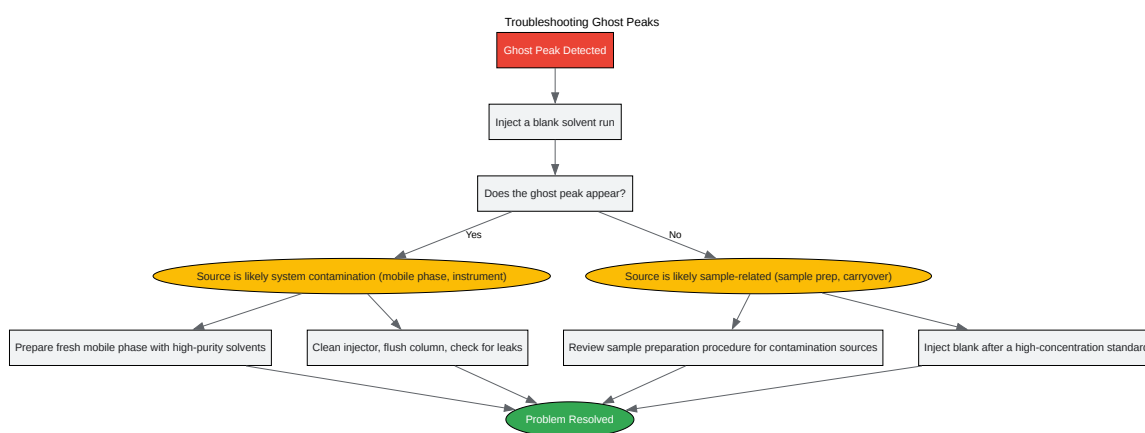 Troubleshooting Ghost Peaks
Ghost Peak Detected
Inject a blank solvent run
Does the ghost peak appear?
Yes
No
Source is likely system contamination (mobile phase, instrument)
Source is likely sample-related (sample prep, carryover)
Prepare fresh mobile phase with high-purity solvents
Clean injector, flush column, check for leaks
Review sample preparation procedure for contamination sources
Inject blank after a high-concentration standard
Problem Resolved